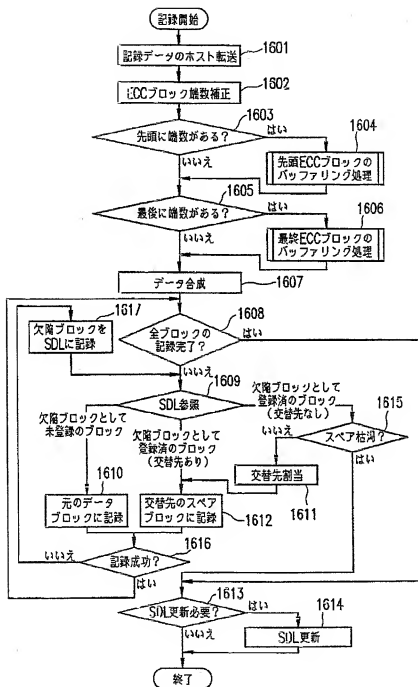 記録開始
1601
記録データのホスト転送
1602
ECCブロック端数補正
1603
先頭に端数がある?
はい
1604
先頭ECCブロックの
バッファリング処理
いいえ
1605
最後に端数がある?
はい
1606
最終ECCブロックの
バッファリング処理
いいえ
データ合成
1607
1617
欠陥ブロックを
SDLに記録
1608
全ブロックの
記録完了?
はい
いいえ
1609
SDL参照
欠陥ブロックとして
登録済のブロック
(交替先なし)
1615
スペア枯渇?
いいえ
はい
欠陥ブロックとして
未登録のブロック
欠陥ブロックとして
登録済のブロック
(交替先あり)
交替先割当
1611
1610
元のデータ
ブロックに記録
交替先のスペア
ブロックに記録
1612
1616
記録成功?
いいえ
はい
1613
SDL更新必要?
はい
1614
SDL更新
いいえ
終了